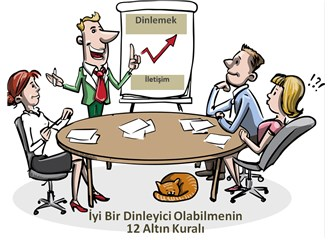 Dinlemek
İletişim
!?!
İyi Bir Dinleyici Olabilmenin
12 Altın Kuralı